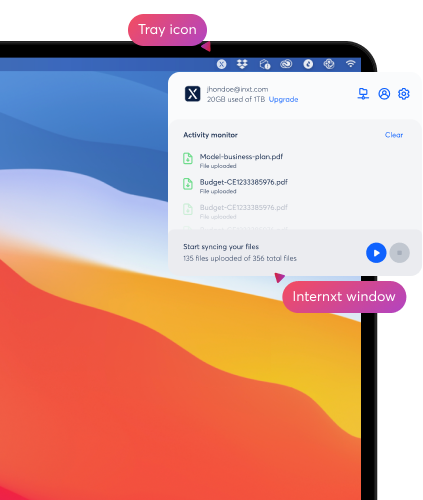 Tray icon
jhondoe@inxt.com
20GB used of 1TB Upgrade
Activity monitor
Clear
Model-business-plan.pdf
File uploaded
Budget-CE1233385976.pdf
File uploaded
Budget-CE1233385976.pdf
File uploaded
Start syncing your files
135 files uploaded of 356 total files
Internxt window